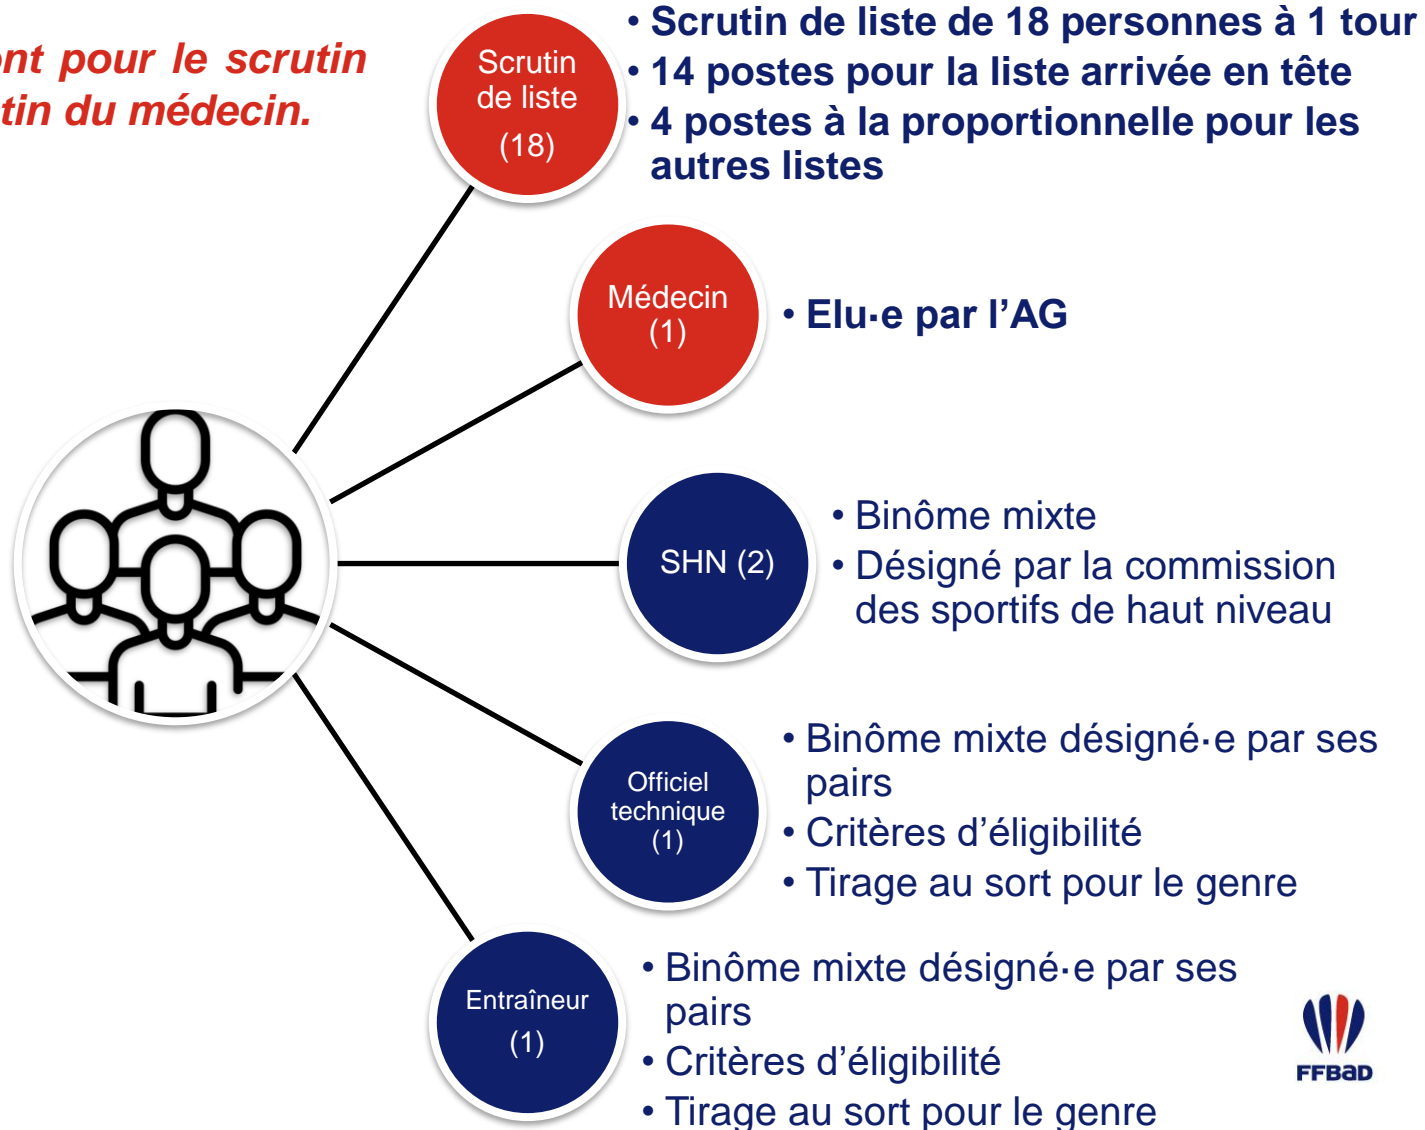 ont pour le scrutin
tin du médecin.
Scrutin
de liste
(18)
• Scrutin de liste de 18 personnes à 1 tour
• 14 postes pour la liste arrivée en tête
• 4 postes à la proportionnelle pour les
autres listes
Médecin
(1)
• Elu·e par l’AG
SHN (2)
• Binôme mixte
• Désigné par la commission
des sportifs de haut niveau
Officiel
technique
(1)
• Binôme mixte désigné·e par ses
pairs
• Critères d’éligibilité
• Tirage au sort pour le genre
Entraîneur
(1)
• Binôme mixte désigné·e par ses
pairs
• Critères d’éligibilité
• Tirage au sort pour le genre
FFBaD